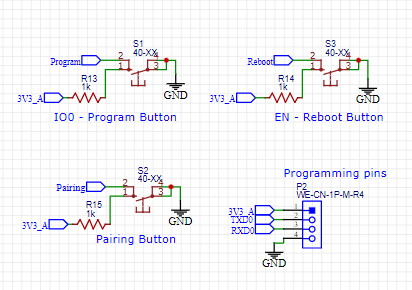 S1
40-XX
Program
2
4
1
3
R13
1k
3V3_A
GND
IO0 - Program Button
S3
40-XX
Reboot
2
4
1
3
R14
1k
3V3_A
GND
EN - Reboot Button
S2
40-XX
Pairing
2
4
1
3
R15
1k
3V3_A
GND
Pairing Button
Programming pins
P2
WE-CN-1P-M-R4
3V3_A 1
TXD0 2
RXD0 3
4
GND